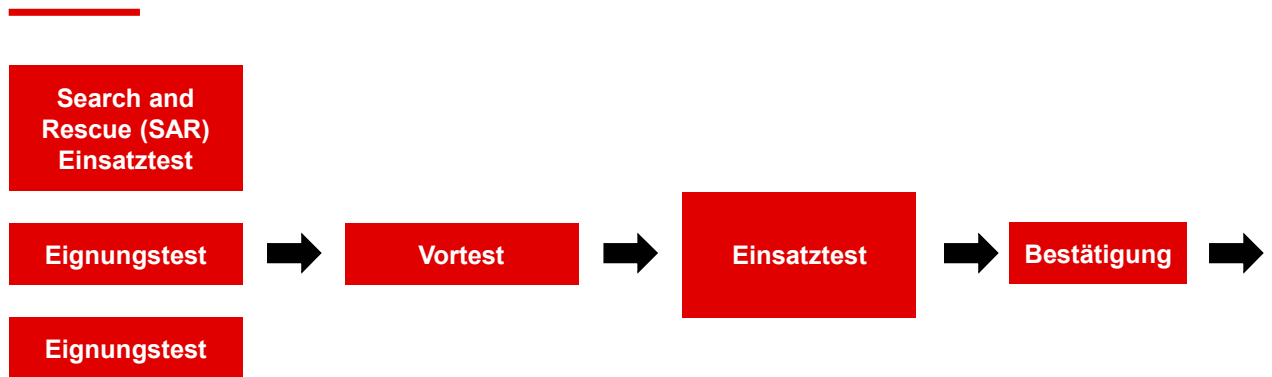 Search and
Rescue (SAR)
Einsatztest
Eignungstest
Vortest
Einsatztest
Bestätigung
Eignungstest